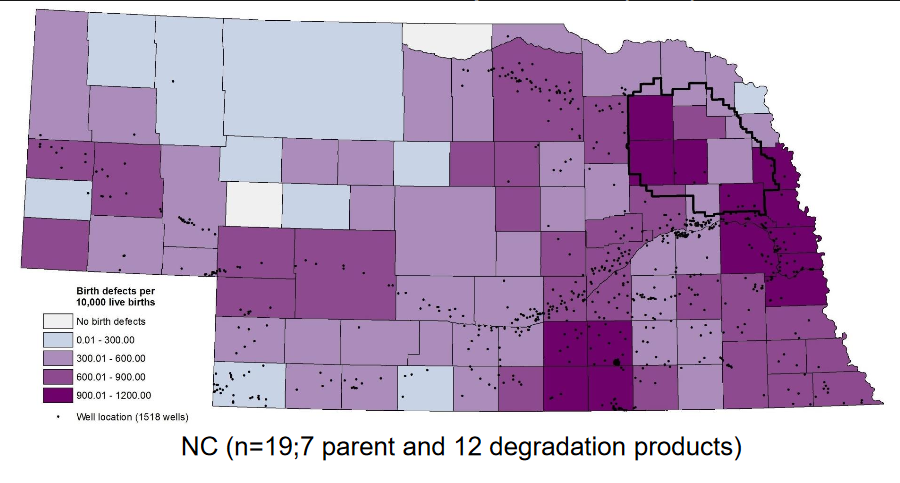 Birth defects per
10,000 live births
No birth defects
0.01 - 300.00
300.01 - 600.00
600.01 - 900.00
900.01 - 1200.00
Well location (1518 wells)
NC (n=19;7 parent and 12 degradation products)